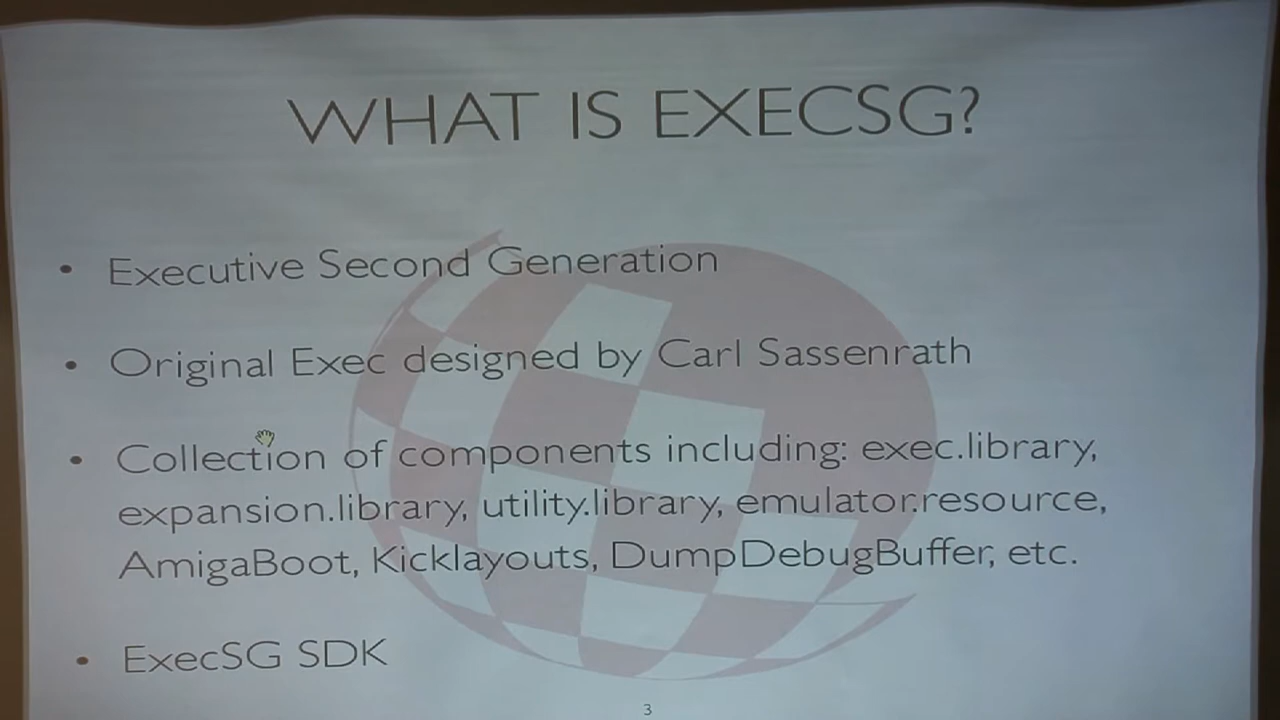 WHAT IS EXECSG?
• Executive Second Generation
• Original Exec designed by Carl Sassenrath
• Collection of components including: exec.library,
expansion.library, utility.library, emulator.resource,
AmigaBoot, Kicklayouts, DumpDebugBuffer, etc.
• ExecSG SDK
3